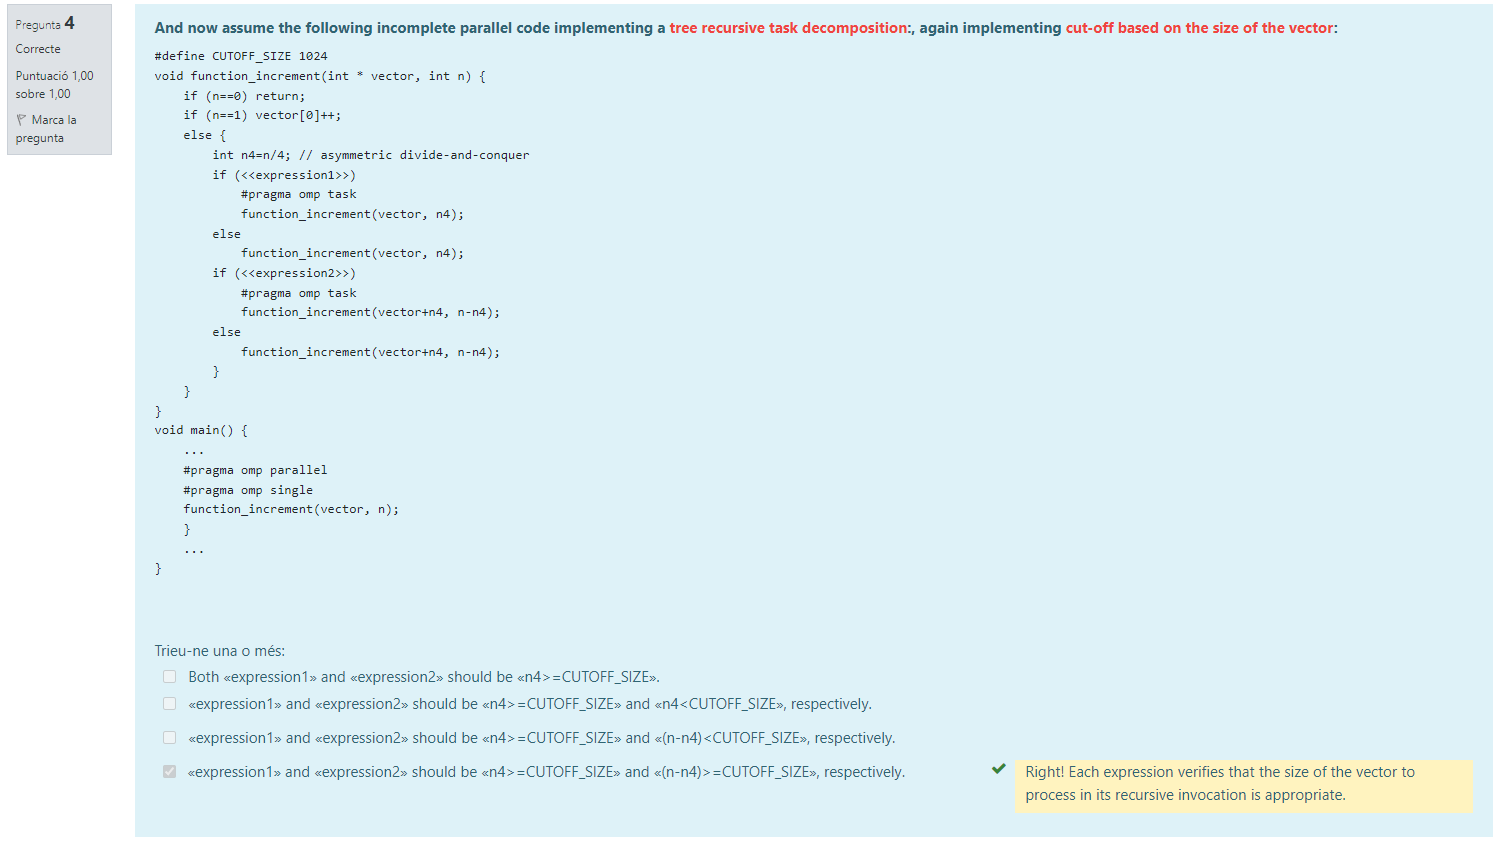 Pregunta 4
Correcte
Puntuació 1,00
sobre 1,00
Marca la
pregunta
And now assume the following incomplete parallel code implementing a tree recursive task decomposition:, again implementing cut-off based on the size of the vector:
#define CUTOFF_SIZE 1024
void function_increment(int * vector, int n) {
    if (n==0) return;
    if (n==1) vector[0]++;
    else {
        int n4=n/4; // asymmetric divide-and-conquer
        if (<<expression1>>)
            #pragma omp task
            function_increment(vector, n4);
        else
            function_increment(vector, n4);
        if (<<expression2>>)
            #pragma omp task
            function_increment(vector+n4, n-n4);
        else
            function_increment(vector+n4, n-n4);
        }
    }
}
void main() {
    ...
    #pragma omp parallel
    #pragma omp single
    function_increment(vector, n);
    }
    ...
}
Trieu-ne una o més:
Both «expression1» and «expression2» should be «n4>=CUTOFF_SIZE».
«expression1» and «expression2» should be «n4>=CUTOFF_SIZE» and «n4<CUTOFF_SIZE», respectively.
«expression1» and «expression2» should be «n4>=CUTOFF_SIZE» and «(n-n4)<CUTOFF_SIZE», respectively.
«expression1» and «expression2» should be «n4>=CUTOFF_SIZE» and «(n-n4)>=CUTOFF_SIZE», respectively.
Right! Each expression verifies that the size of the vector to
process in its recursive invocation is appropriate.